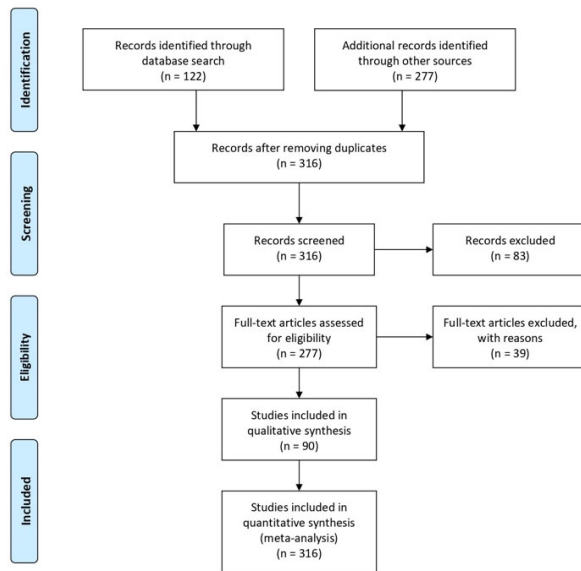 Identification
Records identified through
database search
(n = 122)
Additional records identified
through other sources
(n = 277)
Records after removing duplicates
(n = 316)
Screening
Records screened
(n = 316)
Records excluded
(n = 83)
Eligibility
Full-text articles assessed
for eligibility
(n = 277)
Full-text articles excluded,
with reasons
(n = 39)
Studies included in
qualitative synthesis
(n = 90)
Included
Studies included in
quantitative synthesis
(meta-analysis)
(n = 316)